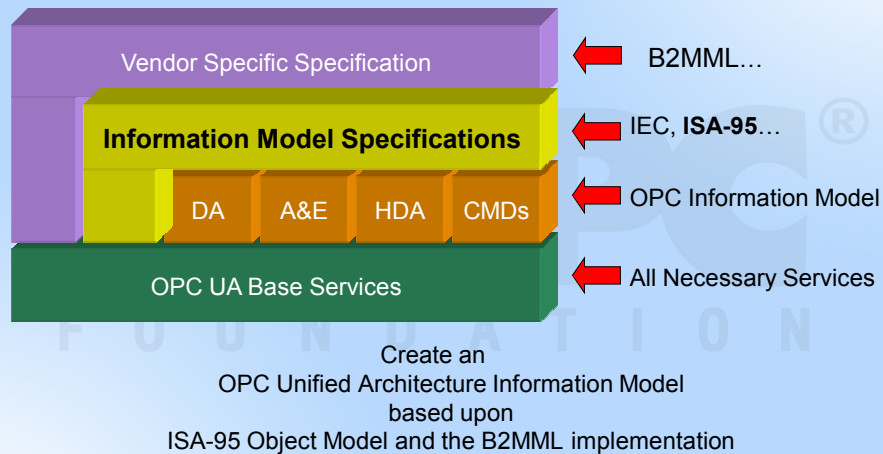 Vendor Specific Specification
B2MML…
Information Model Specifications
IEC, ISA-95…
DA
A&E
HDA
CMDs
OPC Information Model
OPC UA Base Services
All Necessary Services
PC®
FOUNDATION
Create an
OPC Unified Architecture Information Model
based upon
ISA-95 Object Model and the B2MML implementation